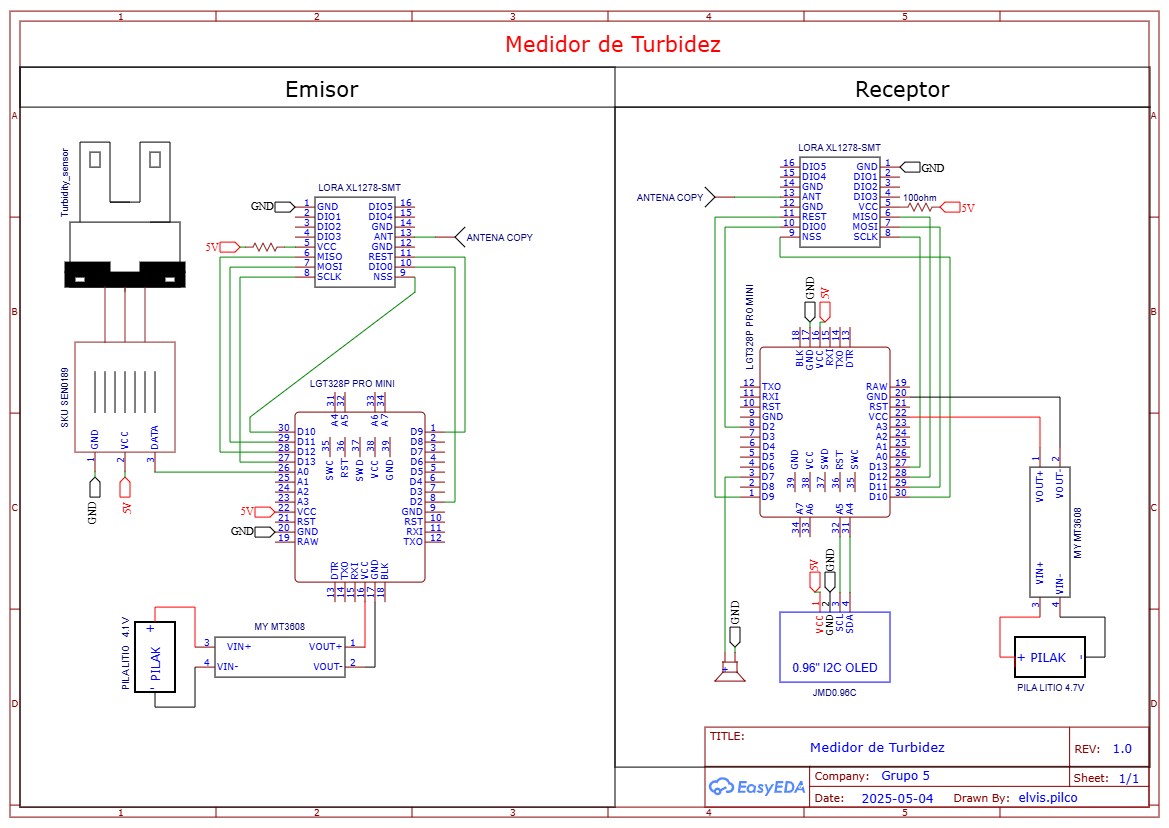 1 2 3 4 5
Medidor de Turbidez
Emisor
Receptor
A
B
C
D
A
B
C
D
Turbidity_sensor
SKU SEN0189
GND VCC DATA
1 2 3
GND 5V
LORA XL1278-SMT
GND 1 GND DIO5 16
2 DIO1 DIO4 15
3 DIO2 GND 14
4 DIO3 ANT 13 ANTENA COPY
5V 5 VCC GND 12
6 MISO REST 11
7 MOSI DIO0 10
8 SCLK NSS 9
LGT328P PRO MINI
31 32 33 34
A4 A5 A6 A7
30 D10 D9 1
29 D11 D8 2
28 D12 D7 3
27 D13 D6 4
26 A0 D5 5
25 A1 D4 6
24 A2 D3 7
23 A3 D2 8
5V 22 VCC GND 9
21 RST RST 10
GND 20 GND RXI 11
19 RAW TXO 12
35 36 37 38 39
SWC RST SWD VCC GND
DTR TXO RXI VCC GND BLK
13 14 15 16 17 18
PILA LITIO 4.1V
+ PILAK -
MY MT3608
3 VIN+ VOUT+ 1
4 VIN- VOUT- 2
LORA XL1278-SMT
16 DIO5 GND 1 GND
15 DIO4 DIO1 2
14 GND DIO2 3
ANTENA COPY 13 ANT DIO3 4 100ohm
12 GND VCC 5 5V
11 REST MISO 6
10 DIO0 MOSI 7
9 NSS SCLK 8
GND 5V
LGT328P PRO MINI
18 17 16 15 14 13
BLK GND VCC RXI TXO DTR
12 TXO RAW 19
11 RXI GND 20
10 RST RST 21
9 GND VCC 22
8 D2 A3 23
7 D3 A2 24
6 D4 A1 25
5 D5 A0 26
4 D6 D13 27
3 D7 D12 28
2 D8 D11 29
1 D9 D10 30
GND VCC SWD RST SWC
39 38 37 36 35
A7 A6 A5 A4
34 33 32 31
5V GND
1 2 3 4
VCC GND SCL SDA
0.96" I2C OLED
JMD0.96C
GND
+
1 2
VOUT+ VOUT-
MY MT3608
VIN+ VIN-
3 4
+ PILAK -
PILA LITIO 4.7V
TITLE:
Medidor de Turbidez
REV: 1.0
EasyEDA
Company: Grupo 5
Sheet: 1/1
Date: 2025-05-04 Drawn By: elvis.pilco
1 2 3 4 5